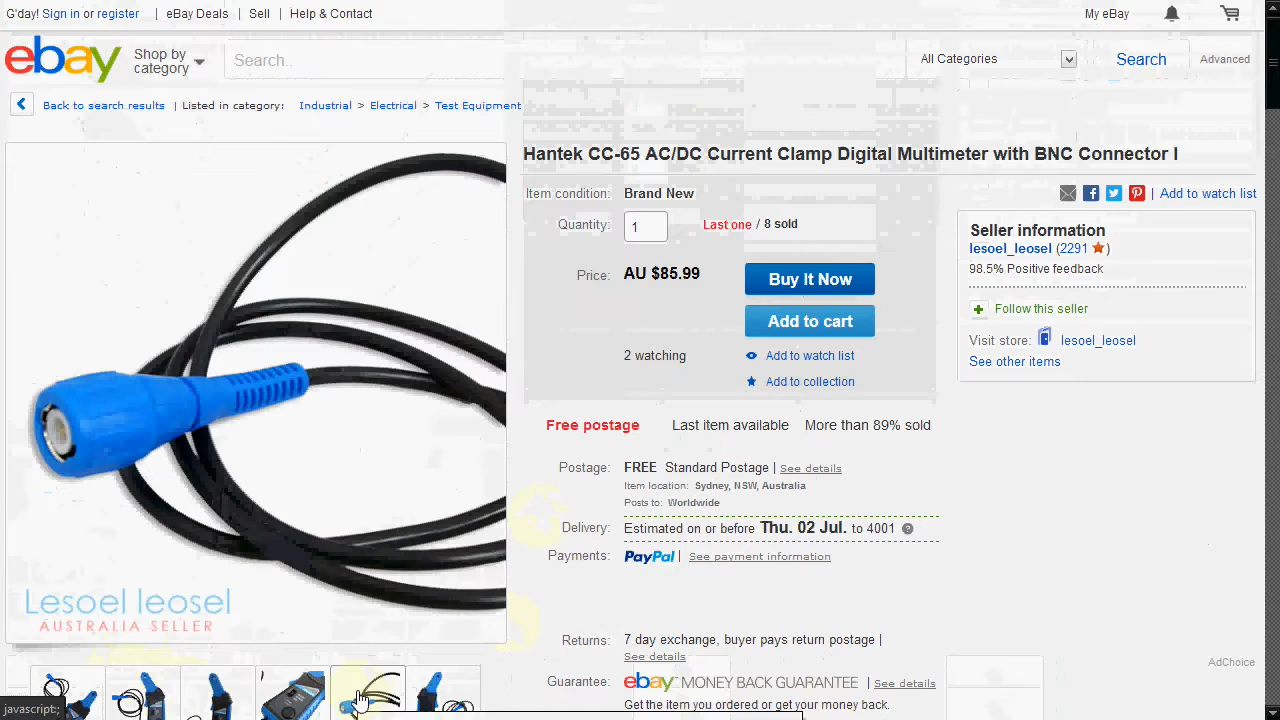 G'day! Sign in or register | eBay Deals | Sell | Help & Contact My eBay
ebay Shop by category Search.. All Categories Search Advanced
Back to search results | Listed in category: Industrial > Electrical > Test Equipment
Hantek CC-65 AC/DC Current Clamp Digital Multimeter with BNC Connector I
Item condition: Brand New
| Add to watch list
Quantity: 1 Last one / 8 sold
Price: AU $85.99 Buy It Now
Add to cart
2 watching Add to watch list
Add to collection
Seller information
lesoel_leosel (2291 )
98.5% Positive feedback
Follow this seller
Visit store: lesoel_leosel
See other items
Free postage Last item available More than 89% sold
Postage: FREE Standard Postage | See details
Item location: Sydney, NSW, Australia
Posts to: Worldwide
Delivery: Estimated on or before Thu. 02 Jul. to 4001 ?
Payments: PayPal | See payment information
Lesoel leosel
AUSTRALIA SELLER
Returns: 7 day exchange, buyer pays return postage |
See details
AdChoice
Guarantee: ebay MONEY BACK GUARANTEE | See details
Get the item you ordered or get your money back.
javascript:;